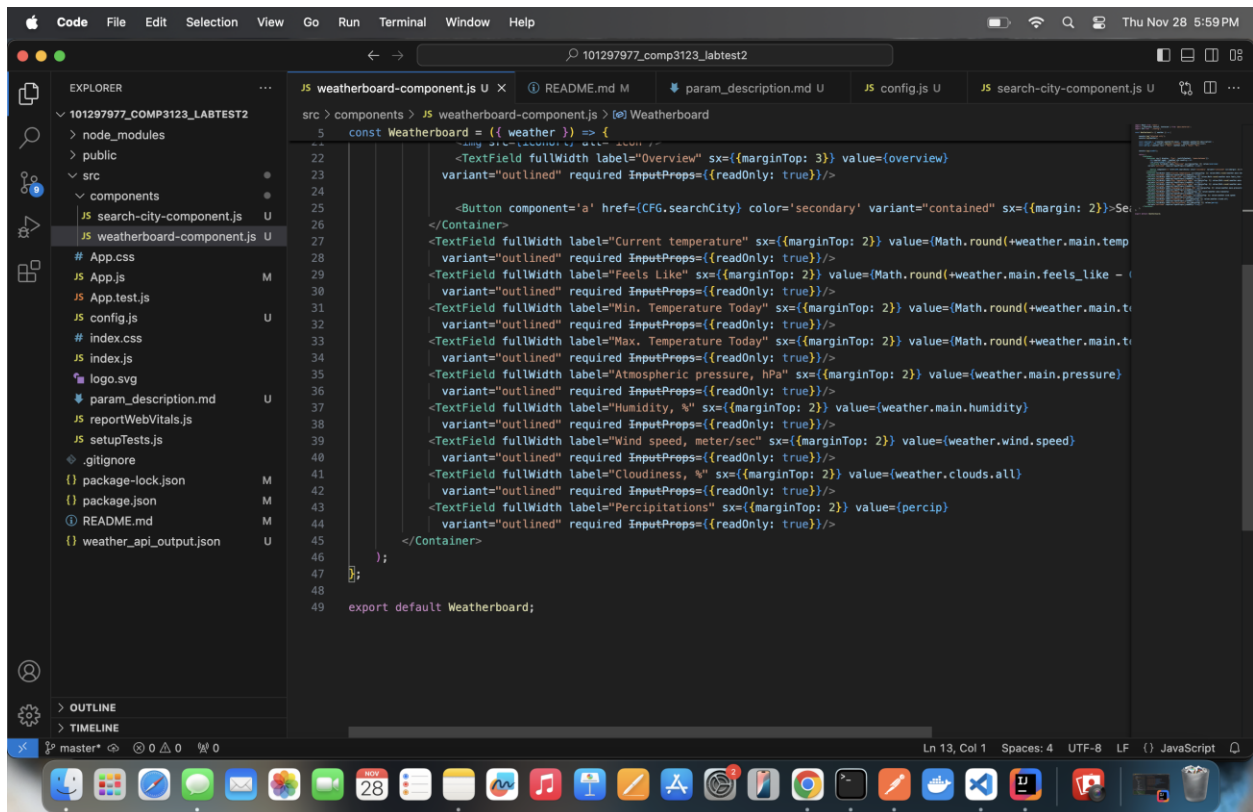 Code File Edit Selection View Go Run Terminal Window Help Thu Nov 28 5:59 PM
101297977_comp3123_labtest2
EXPLORER
101297977_COMP3123_LABTEST2
node_modules
public
src
components
JS search-city-component.js U
JS weatherboard-component.js U
# App.css
JS App.js M
JS App.test.js
JS config.js U
# index.css
JS index.js
logo.svg
param_description.md U
JS reportWebVitals.js
JS setupTests.js
.gitignore
{} package-lock.json M
{} package.json M
README.md M
{} weather_api_output.json U
OUTLINE
TIMELINE
JS weatherboard-component.js U README.md M param_description.md U JS config.js U JS search-city-component.js U
src > components > JS weatherboard-component.js > Weatherboard
5 const Weatherboard = ({ weather }) => {
22 <TextField fullWidth label="Overview" sx={{marginTop: 3}} value={overview}
23 variant="outlined" required InputProps={{readOnly: true}}/>
24
25 <Button component='a' href={CFG.searchCity} color='secondary' variant="contained" sx={{margin: 2}}>Sea
26 </Container>
27 <TextField fullWidth label="Current temperature" sx={{marginTop: 2}} value={Math.round(+weather.main.temp
28 variant="outlined" required InputProps={{readOnly: true}}/>
29 <TextField fullWidth label="Feels Like" sx={{marginTop: 2}} value={Math.round(+weather.main.feels_like -
30 variant="outlined" required InputProps={{readOnly: true}}/>
31 <TextField fullWidth label="Min. Temperature Today" sx={{marginTop: 2}} value={Math.round(+weather.main.te
32 variant="outlined" required InputProps={{readOnly: true}}/>
33 <TextField fullWidth label="Max. Temperature Today" sx={{marginTop: 2}} value={Math.round(+weather.main.te
34 variant="outlined" required InputProps={{readOnly: true}}/>
35 <TextField fullWidth label="Atmospheric pressure, hPa" sx={{marginTop: 2}} value={weather.main.pressure}
36 variant="outlined" required InputProps={{readOnly: true}}/>
37 <TextField fullWidth label="Humidity, %" sx={{marginTop: 2}} value={weather.main.humidity}
38 variant="outlined" required InputProps={{readOnly: true}}/>
39 <TextField fullWidth label="Wind speed, meter/sec" sx={{marginTop: 2}} value={weather.wind.speed}
40 variant="outlined" required InputProps={{readOnly: true}}/>
41 <TextField fullWidth label="Cloudiness, %" sx={{marginTop: 2}} value={weather.clouds.all}
42 variant="outlined" required InputProps={{readOnly: true}}/>
43 <TextField fullWidth label="Percipitations" sx={{marginTop: 2}} value={percip}
44 variant="outlined" required InputProps={{readOnly: true}}/>
45 </Container>
46 );
47 };
48
49 export default Weatherboard;
master* 0 0 0 Ln 13, Col 1 Spaces: 4 UTF-8 LF {} JavaScript
NOV
28
2